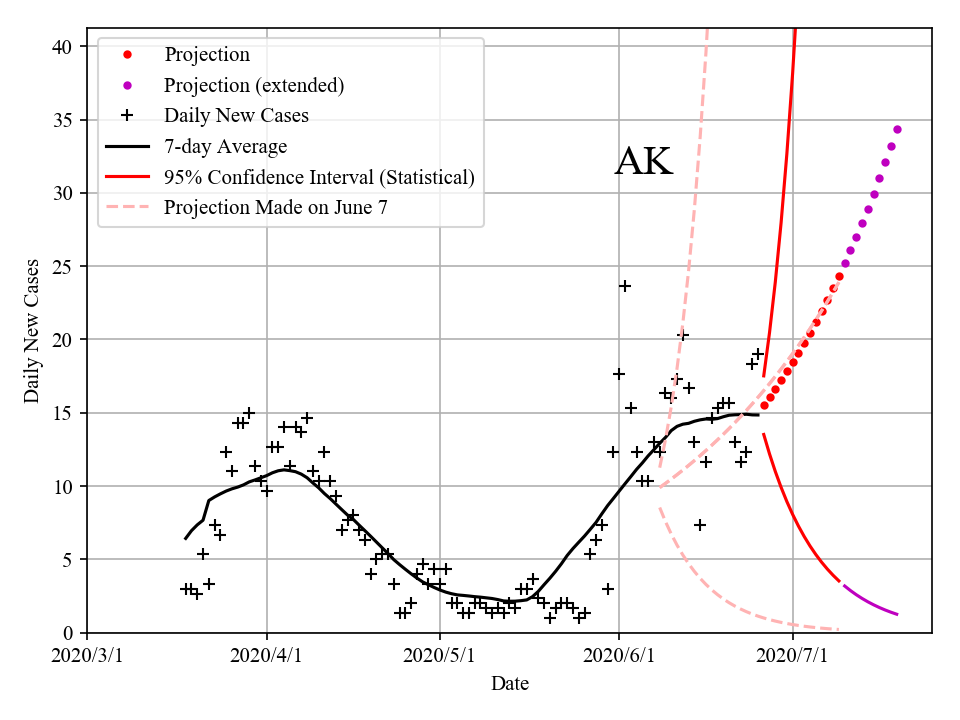 Projection
Projection (extended)
Daily New Cases
7-day Average
95% Confidence Interval (Statistical)
Projection Made on June 7
AK
40
35
30
25
20
15
10
5
0
Daily New Cases
2020/3/1 2020/4/1 2020/5/1 2020/6/1 2020/7/1
Date